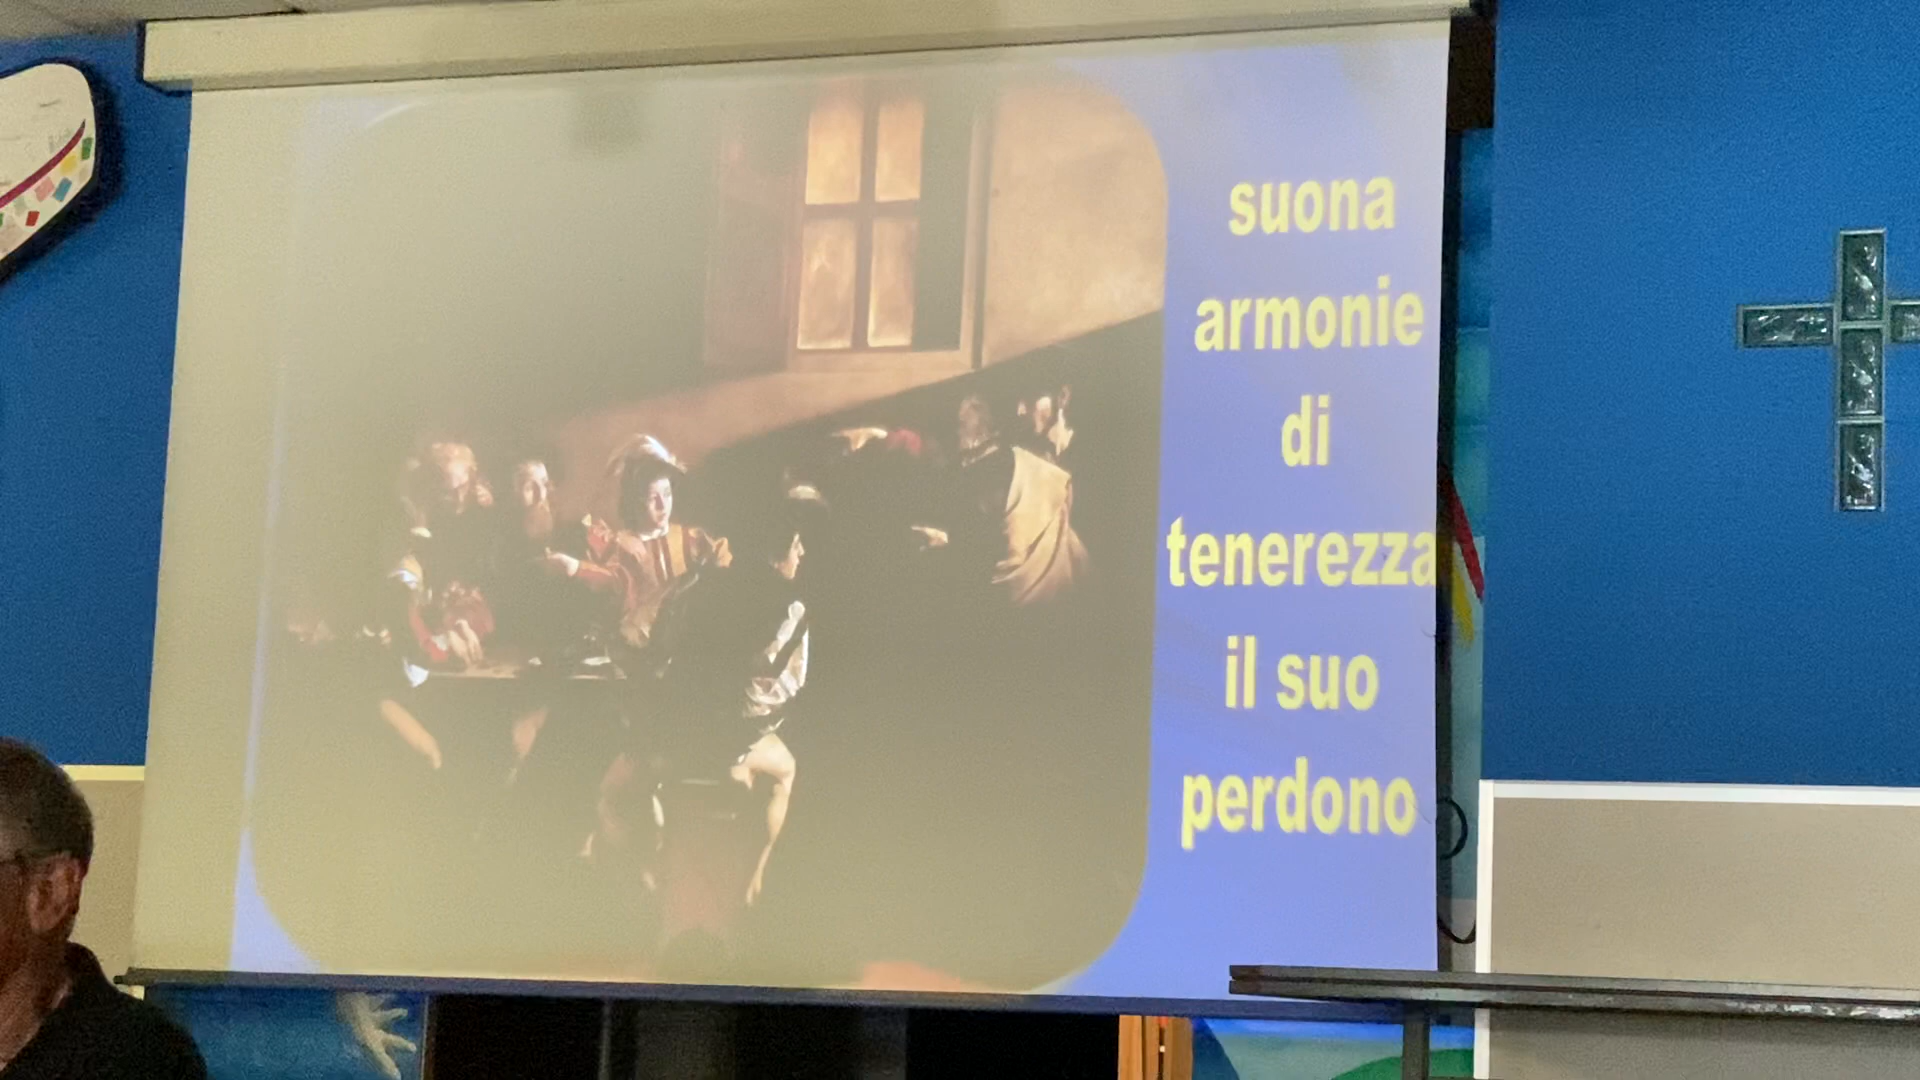 suona
armonie
di
tenerezza
il suo
perdono